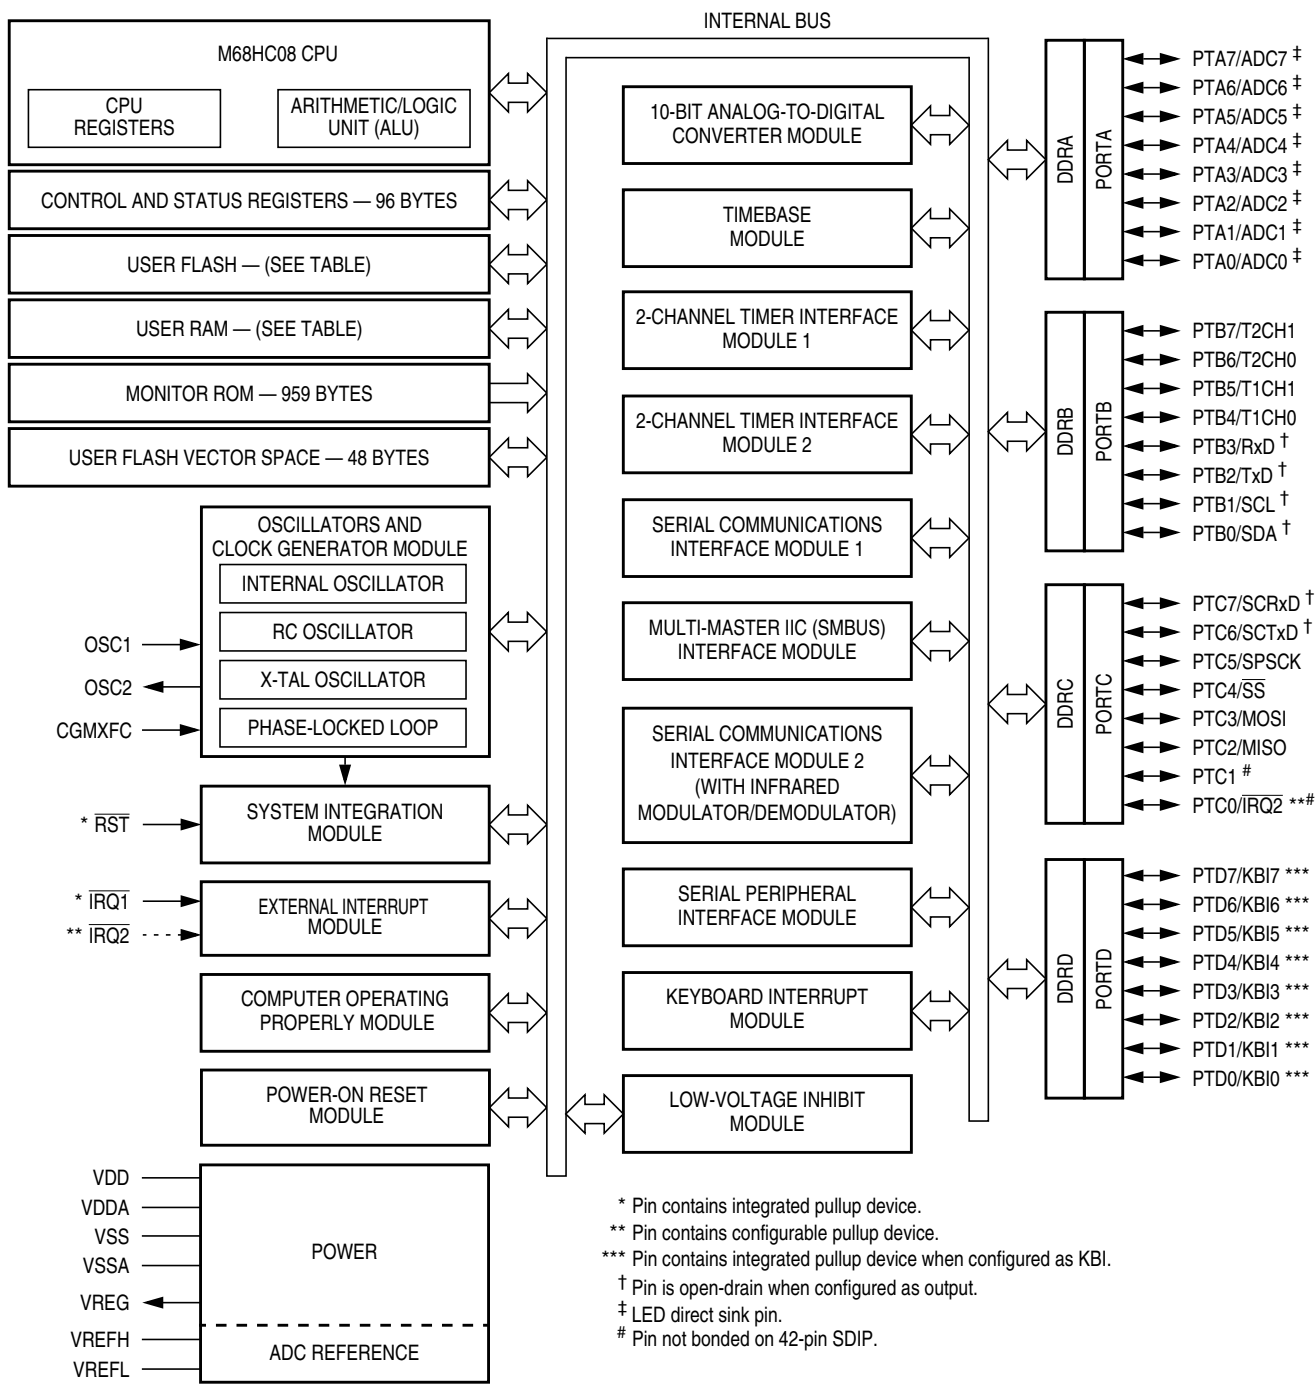 INTERNAL BUS
M68HC08 CPU
CPU
REGISTERS
ARITHMETIC/LOGIC
UNIT (ALU)
CONTROL AND STATUS REGISTERS — 96 BYTES
USER FLASH — (SEE TABLE)
USER RAM — (SEE TABLE)
MONITOR ROM — 959 BYTES
USER FLASH VECTOR SPACE — 48 BYTES
OSCILLATORS AND
CLOCK GENERATOR MODULE
INTERNAL OSCILLATOR
RC OSCILLATOR
X-TAL OSCILLATOR
PHASE-LOCKED LOOP
OSC1
OSC2
CGMXFC
SYSTEM INTEGRATION
MODULE
* RST
EXTERNAL INTERRUPT
MODULE
* IRQ1
** IRQ2
COMPUTER OPERATING
PROPERLY MODULE
POWER-ON RESET
MODULE
VDD
VDDA
VSS
VSSA
VREG
VREFH
VREFL
POWER
ADC REFERENCE
10-BIT ANALOG-TO-DIGITAL
CONVERTER MODULE
TIMEBASE
MODULE
2-CHANNEL TIMER INTERFACE
MODULE 1
2-CHANNEL TIMER INTERFACE
MODULE 2
SERIAL COMMUNICATIONS
INTERFACE MODULE 1
MULTI-MASTER IIC (SMBUS)
INTERFACE MODULE
SERIAL COMMUNICATIONS
INTERFACE MODULE 2
(WITH INFRARED
MODULATOR/DEMODULATOR)
SERIAL PERIPHERAL
INTERFACE MODULE
KEYBOARD INTERRUPT
MODULE
LOW-VOLTAGE INHIBIT
MODULE
DDRA
PORTA
PTA7/ADC7 ‡
PTA6/ADC6 ‡
PTA5/ADC5 ‡
PTA4/ADC4 ‡
PTA3/ADC3 ‡
PTA2/ADC2 ‡
PTA1/ADC1 ‡
PTA0/ADC0 ‡
DDRB
PORTB
PTB7/T2CH1
PTB6/T2CH0
PTB5/T1CH1
PTB4/T1CH0
PTB3/RxD †
PTB2/TxD †
PTB1/SCL †
PTB0/SDA †
DDRC
PORTC
PTC7/SCRxD †
PTC6/SCTxD †
PTC5/SPSCK
PTC4/SS
PTC3/MOSI
PTC2/MISO
PTC1 #
PTC0/IRQ2 **#
DDRD
PORTD
PTD7/KBI7 ***
PTD6/KBI6 ***
PTD5/KBI5 ***
PTD4/KBI4 ***
PTD3/KBI3 ***
PTD2/KBI2 ***
PTD1/KBI1 ***
PTD0/KBI0 ***
* Pin contains integrated pullup device.
** Pin contains configurable pullup device.
*** Pin contains integrated pullup device when configured as KBI.
† Pin is open-drain when configured as output.
‡ LED direct sink pin.
# Pin not bonded on 42-pin SDIP.